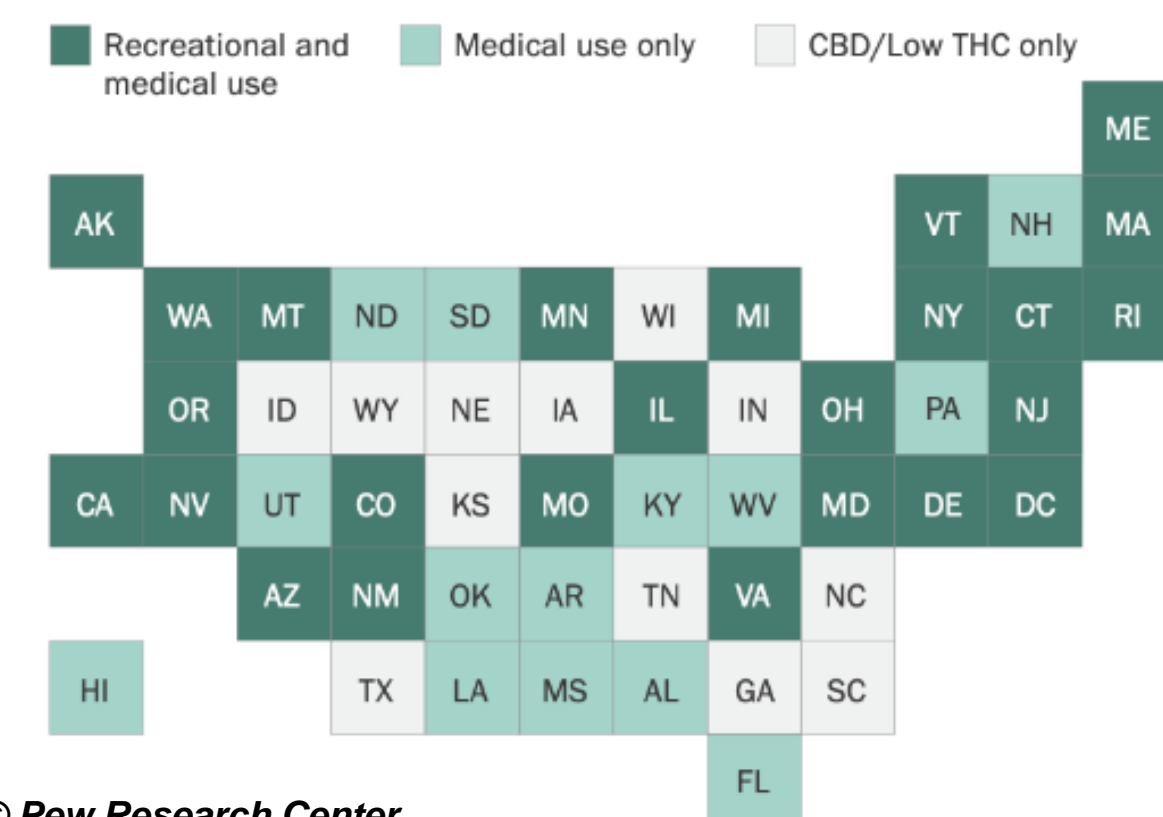 Recreational and
medical use
Medical use only
CBD/Low THC only
ME
AK VT NH MA
WA MT ND SD MN WI MI NY CT RI
OR ID WY NE IA IL IN OH PA NJ
CA NV UT CO KS MO KY WV MD DE DC
AZ NM OK AR TN VA NC
HI TX LA MS AL GA SC
FL
© Pew Research Center